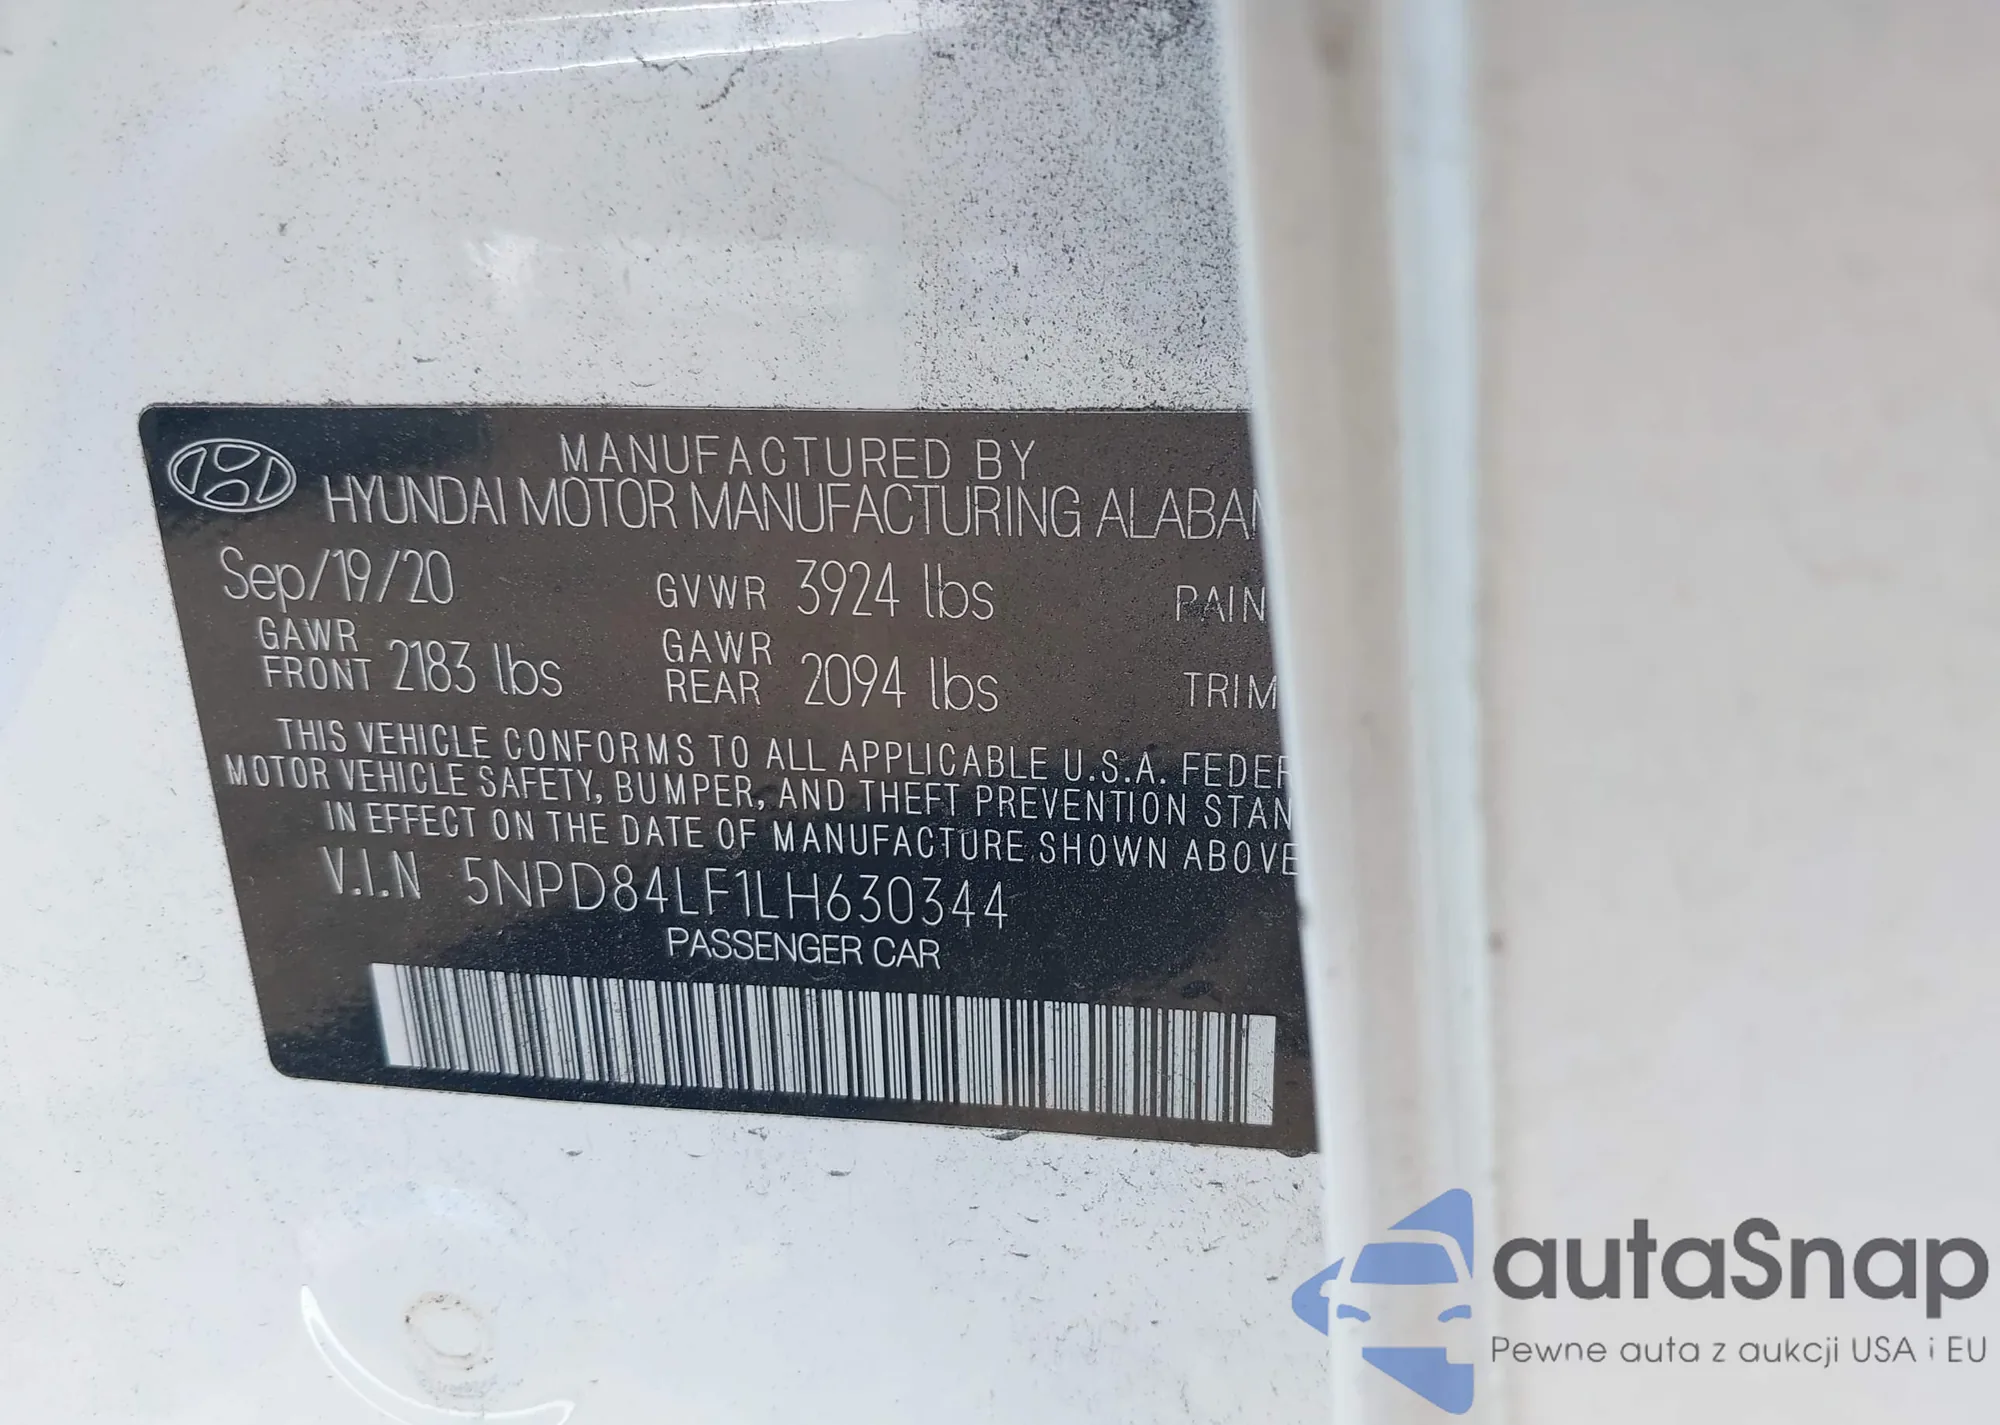 MANUFACTURED BY
HYUNDAI MOTOR MANUFACTURING ALABAM
Sep/19/20 GVWR 3924 lbs PAIN
GAWR FRONT 2183 lbs GAWR REAR 2094 lbs TRIM
THIS VEHICLE CONFORMS TO ALL APPLICABLE U.S.A. FEDER
MOTOR VEHICLE SAFETY, BUMPER, AND THEFT PREVENTION STAN
IN EFFECT ON THE DATE OF MANUFACTURE SHOWN ABOVE
V.I.N 5NPD84LF1LH630344
PASSENGER CAR
autaSnap
Pewne auta z aukcji USA i EU